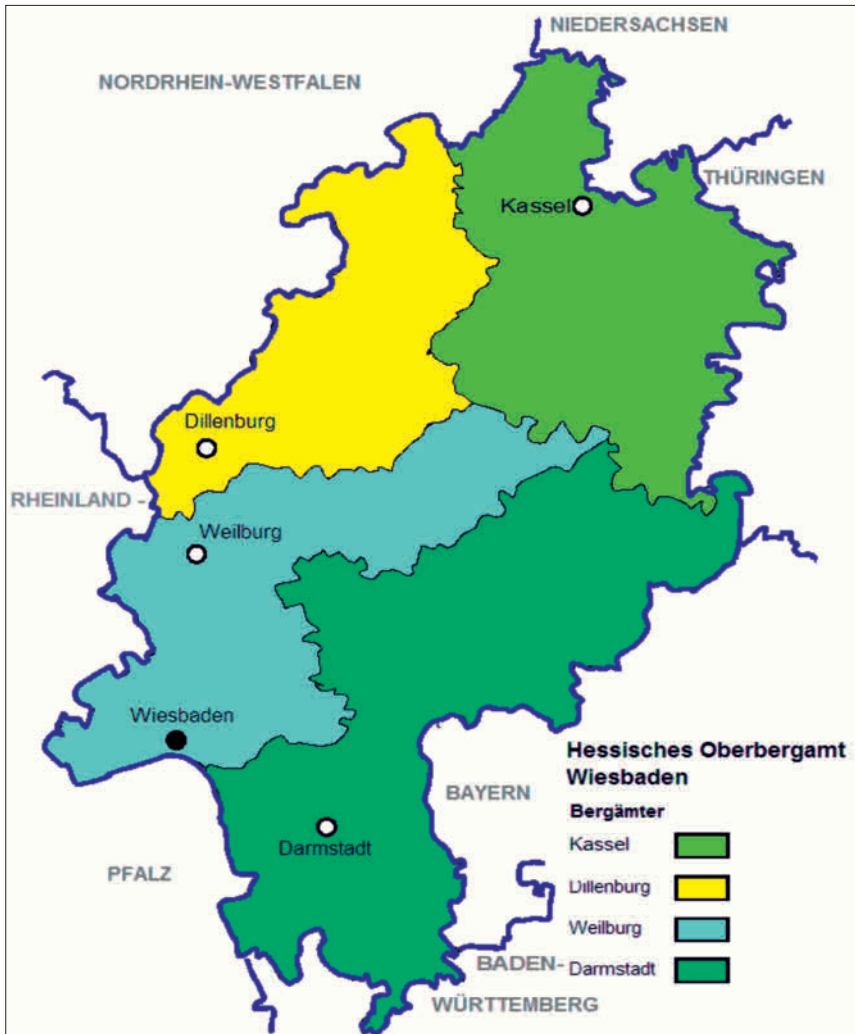 NIEDERSACHSEN
NORDRHEIN-WESTFALEN
THÜRINGEN
Kassel
Dillenburg
RHEINLAND -
Weilburg
Wiesbaden
Hessisches Oberbergamt
Wiesbaden
BAYERN
Bergämter
Kassel
Darmstadt
PFALZ
Dillenburg
Weilburg
BADEN-
Darmstadt
WÜRTTEMBERG